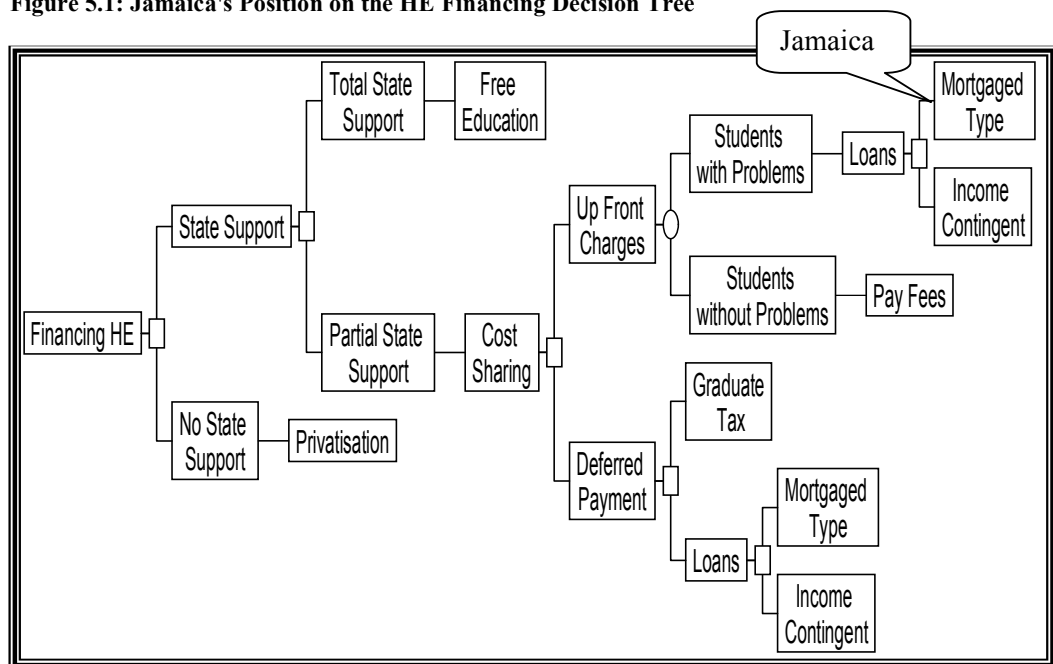 Figure 5.1: Jamaica's Position on the HE Financing Decision Tree
Jamaica
Total State
Support
Free
Education
Mortgaged
Type
Students
with Problems
Loans
Income
Contingent
Up Front
Charges
State Support
Students
without Problems
Pay Fees
Financing HE
Partial State
Support
Cost
Sharing
Graduate
Tax
No State
Support
Privatisation
Deferred
Payment
Mortgaged
Type
Loans
Income
Contingent